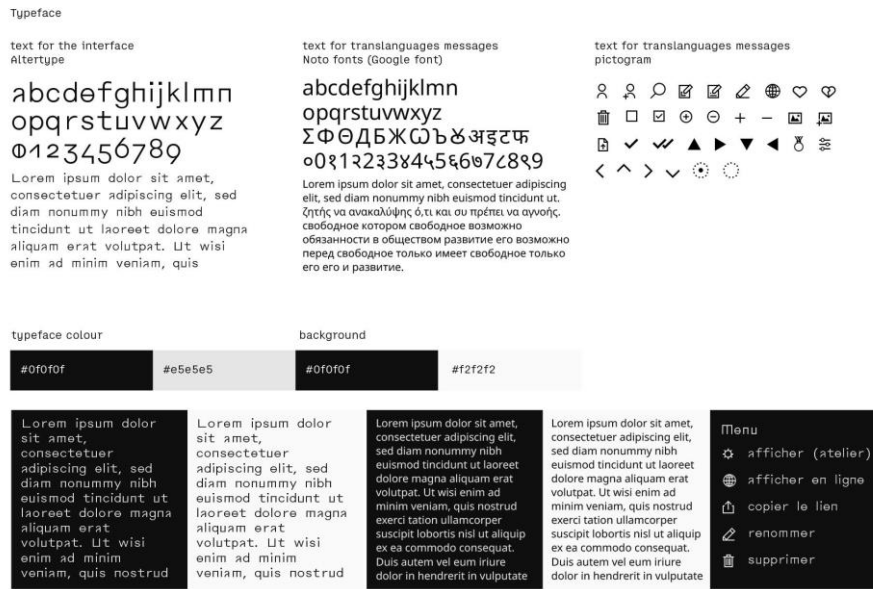 Typeface
text for the interface
Altertype
abcdefghijklmn
opqrstuvwxyz
0123456789
Lorem ipsum dolor sit amet,
consectetuer adipiscing elit, sed
diam nonummy nibh euismod
tincidunt ut laoreet dolore magna
aliquam erat volutpat. Ut wisi
enim ad minim veniam, quis
text for translanguages messages
Noto fonts (Google font)
abcdefghijklmn
opqrstuvwxyz
ΣΦΘДБЖѠЪ႘अइटफ
०0१1२2३3४4५5६6७7८8९9
Lorem ipsum dolor sit amet, consectetuer adipiscing
elit, sed diam nonummy nibh euismod tincidunt ut.
ζητής να ανακαλύψης ό,τι και συ πρέπει να αγνοής.
свободное котором свободное возможно
обязанности в обществом развитие его возможно
перед свободное только имеет свободное только
его его и развитие.
text for translanguages messages
pictogram
typeface colour
background
#0f0f0f
#e5e5e5
#0f0f0f
#f2f2f2
Lorem ipsum dolor
sit amet,
consectetuer
adipiscing elit, sed
diam nonummy nibh
euismod tincidunt ut
laoreet dolore magna
aliquam erat
volutpat. Ut wisi
enim ad minim
veniam, quis nostrud
Lorem ipsum dolor
sit amet,
consectetuer
adipiscing elit, sed
diam nonummy nibh
euismod tincidunt ut
laoreet dolore magna
aliquam erat
volutpat. Ut wisi
enim ad minim
veniam, quis nostrud
Lorem ipsum dolor sit amet,
consectetuer adipiscing elit,
sed diam nonummy nibh
euismod tincidunt ut laoreet
dolore magna aliquam erat
volutpat. Ut wisi enim ad
minim veniam, quis nostrud
exerci tation ullamcorper
suscipit lobortis nisl ut aliquip
ex ea commodo consequat.
Duis autem vel eum iriure
dolor in hendrerit in vulputate
Lorem ipsum dolor sit amet,
consectetuer adipiscing elit,
sed diam nonummy nibh
euismod tincidunt ut laoreet
dolore magna aliquam erat
volutpat. Ut wisi enim ad
minim veniam, quis nostrud
exerci tation ullamcorper
suscipit lobortis nisl ut aliquip
ex ea commodo consequat.
Duis autem vel eum iriure
dolor in hendrerit in vulputate
Menu
afficher (atelier)
afficher en ligne
copier le lien
renommer
supprimer